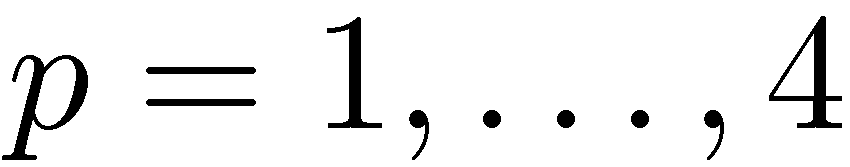 p = 1, . . . , 4